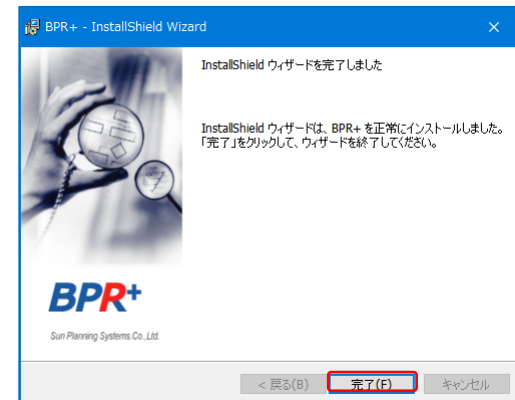 BPR+ - InstallShield Wizard
InstallShield ウィザードを完了しました
InstallShield ウィザードは、BPR+ を正常にインストールしました。
「完了」をクリックして、ウィザードを終了してください。
BPR+
Sun Planning Systems Co.,Ltd.
< 戻る(B)
完了(F)
キャンセル